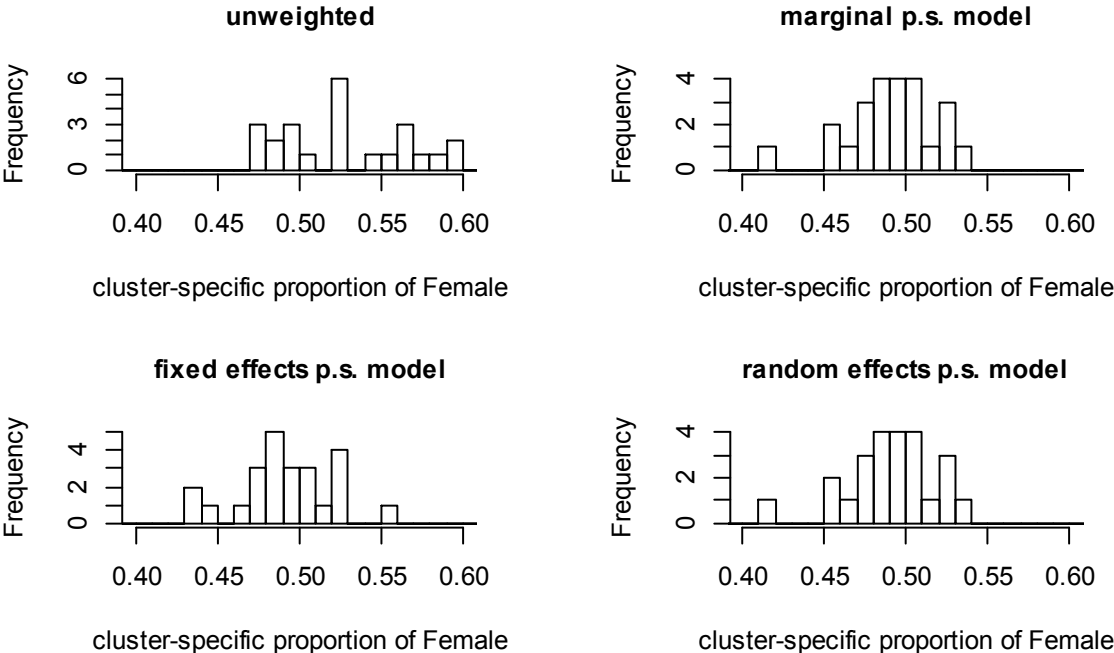 unweighted
Frequency
6
3
0
0.40 0.45 0.50 0.55 0.60
cluster-specific proportion of Female
marginal p.s. model
Frequency
4
2
0
0.40 0.45 0.50 0.55 0.60
cluster-specific proportion of Female
fixed effects p.s. model
Frequency
4
2
0
0.40 0.45 0.50 0.55 0.60
cluster-specific proportion of Female
random effects p.s. model
Frequency
4
2
0
0.40 0.45 0.50 0.55 0.60
cluster-specific proportion of Female